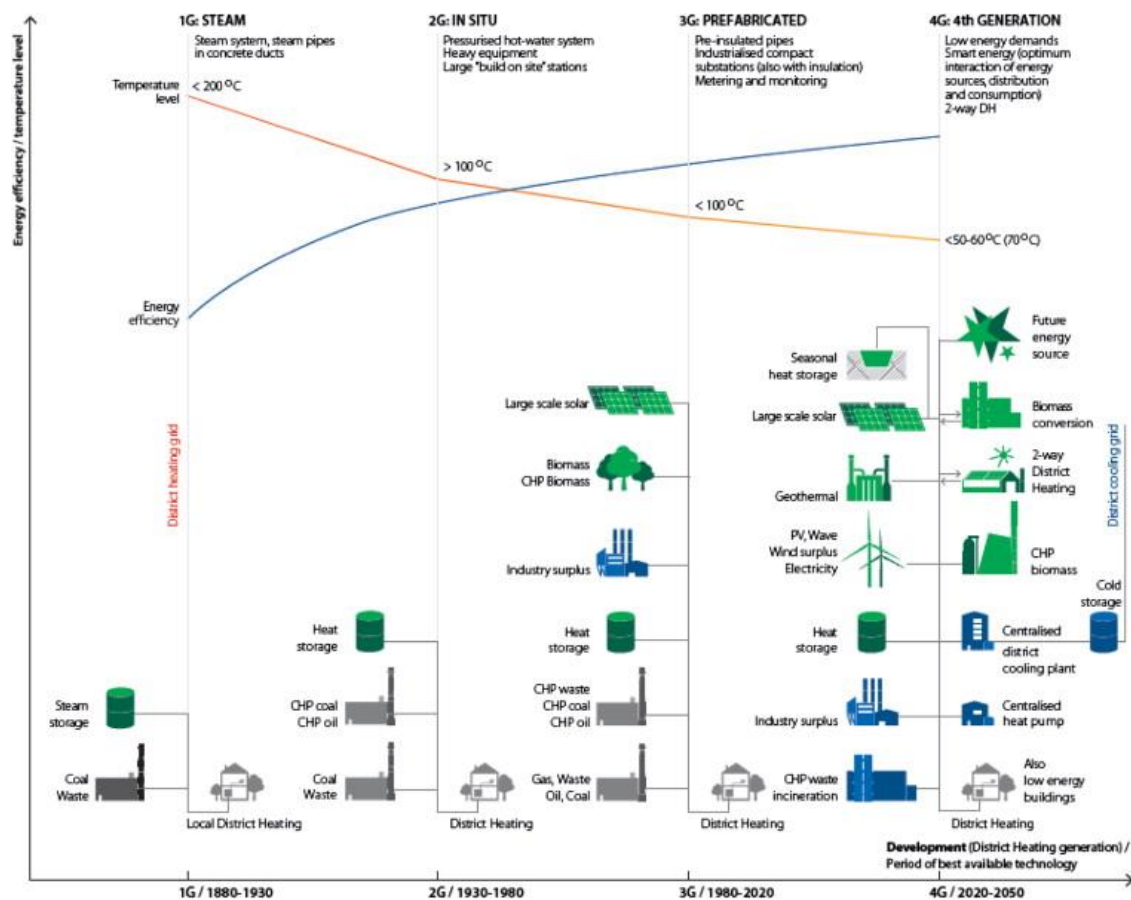 1G: STEAM
Steam system, steam pipes
in concrete ducts
2G: IN SITU
Pressurised hot-water system
Heavy equipment
Large "build on site" stations
3G: PREFABRICATED
Pre-insulated pipes
Industrialised compact
substations (also with insulation)
Metering and monitoring
4G: 4th GENERATION
Low energy demands
Smart energy (optimum
interaction of energy
sources, distribution
and consumption)
2-way DH
Energy efficiency / temperature level
Temperature
level
< 200 °C
> 100 °C
< 100 °C
<50-60°C (70°C)
Energy
efficiency
District heating grid
Steam
storage
Coal
Waste
Local District Heating
Heat
storage
CHP coal
CHP oil
Coal
Waste
District Heating
Large scale solar
Biomass
CHP Biomass
Industry surplus
Heat
storage
CHP waste
CHP coal
CHP oil
Gas, Waste
Oil, Coal
District Heating
Seasonal
heat storage
Large scale solar
Geothermal
PV, Wave
Wind surplus
Electricity
Heat
storage
Industry surplus
CHP waste
incineration
Future
energy
source
Biomass
conversion
2-way
District
Heating
CHP
biomass
Centralised
district
cooling plant
Cold
storage
District cooling grid
Centralised
heat pump
Also
low energy
buildings
District Heating
Development (District Heating generation) /
Period of best available technology
1G / 1880-1930
2G / 1930-1980
3G / 1980-2020
4G / 2020-2050